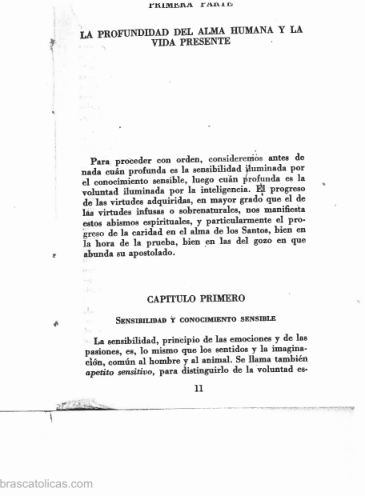 PRIMERA PARTE
LA PROFUNDIDAD DEL ALMA HUMANA Y LA
VIDA PRESENTE
Para proceder con orden, consideremos antes de
nada cuán profunda es la sensibilidad iluminada por
el conocimiento sensible, luego cuán profunda es la
voluntad iluminada por la inteligencia. El progreso
de las virtudes adquiridas, en mayor grado que el de
las virtudes infusas o sobrenaturales, nos manifiesta
estos abismos espirituales, y particularmente el pro-
greso de la caridad en el alma de los Santos, bien en
la hora de la prueba, bien en las del gozo en que
abunda su apostolado.
CAPITULO PRIMERO
SENSIBILIDAD Y CONOCIMIENTO SENSIBLE
La sensibilidad, principio de las emociones y de las
pasiones, es, lo mismo que los sentidos y la imagina-
ción, común al hombre y al animal. Se llama también
apetito sensitivo, para distinguirlo de la voluntad es-
11
brascatolicas.com